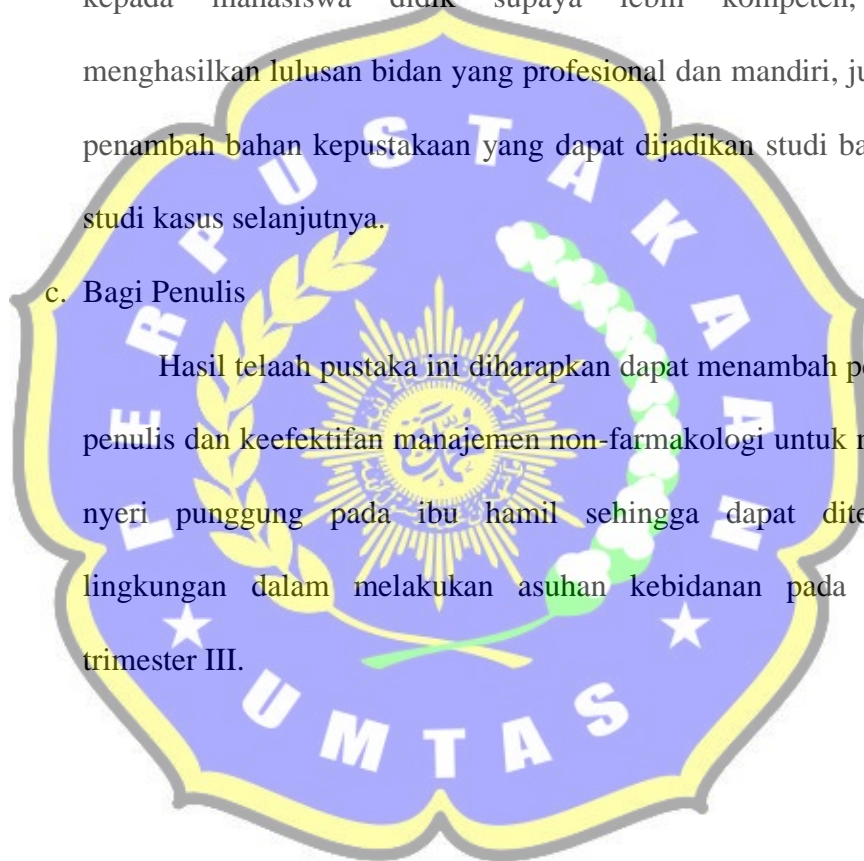 kepada mahasiswa didik supaya lebih kompeten,
menghasilkan lulusan bidan yang profesional dan mandiri, ju
penambah bahan kepustakaan yang dapat dijadikan studi ba
studi kasus selanjutnya.
c. Bagi Penulis
Hasil telaah pustaka ini diharapkan dapat menambah pe
penulis dan keefektifan manajemen non-farmakologi untuk m
nyeri punggung pada ibu hamil sehingga dapat dite
lingkungan dalam melakukan asuhan kebidanan pada
trimester III.
PERPUSTAKAAN
UMTAS